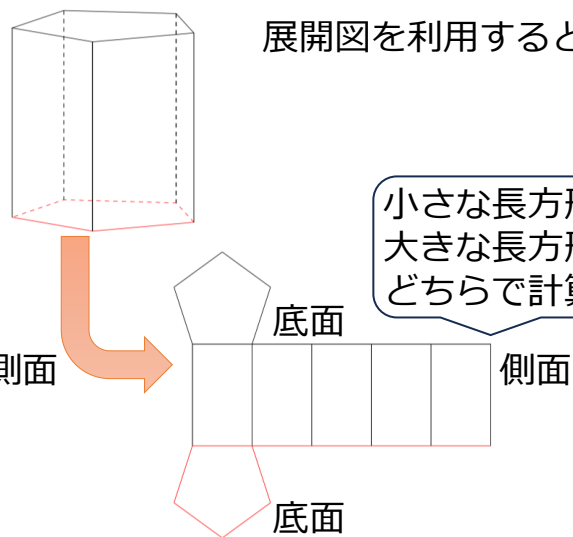 展開図を利用すると
小さな長方形
大きな長方形
どちらで計算
底面
側面
側面
底面